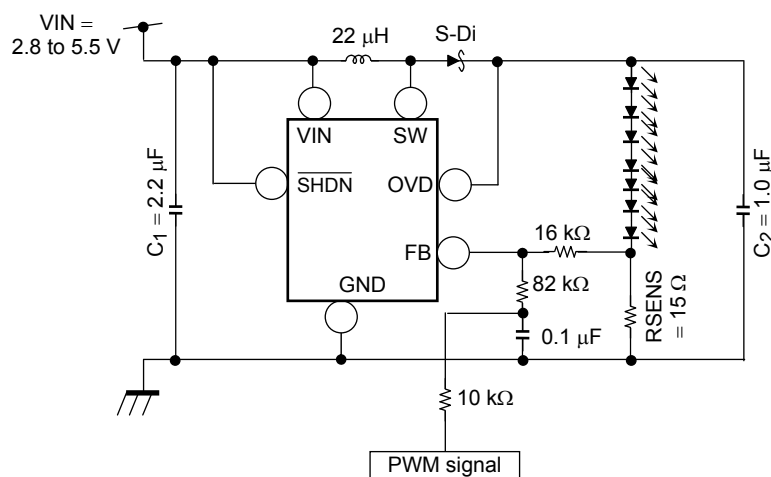 VIN =
2.8 to 5.5 V
22 μH
S-Di
VIN
SW
C1 = 2.2 μF
SHDN
OVD
FB
GND
16 kΩ
82 kΩ
0.1 μF
RSENS
= 15 Ω
C2 = 1.0 μF
10 kΩ
PWM signal